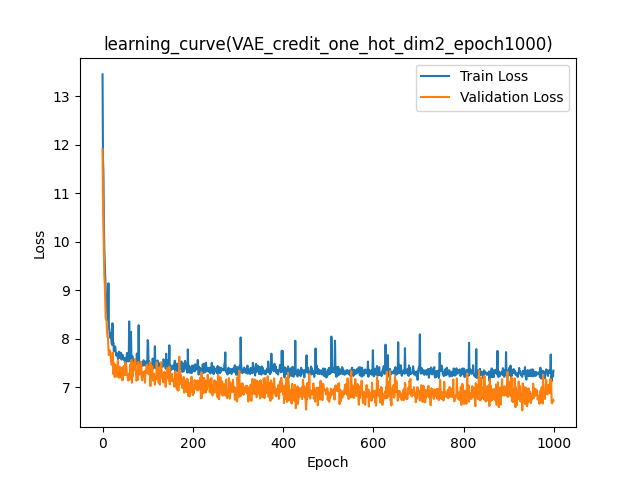 learning_curve(VAE_credit_one_hot_dim2_epoch1000)
Train Loss
Validation Loss
13
12
11
10
9
8
7
Loss
0
200
400
600
800
1000
Epoch